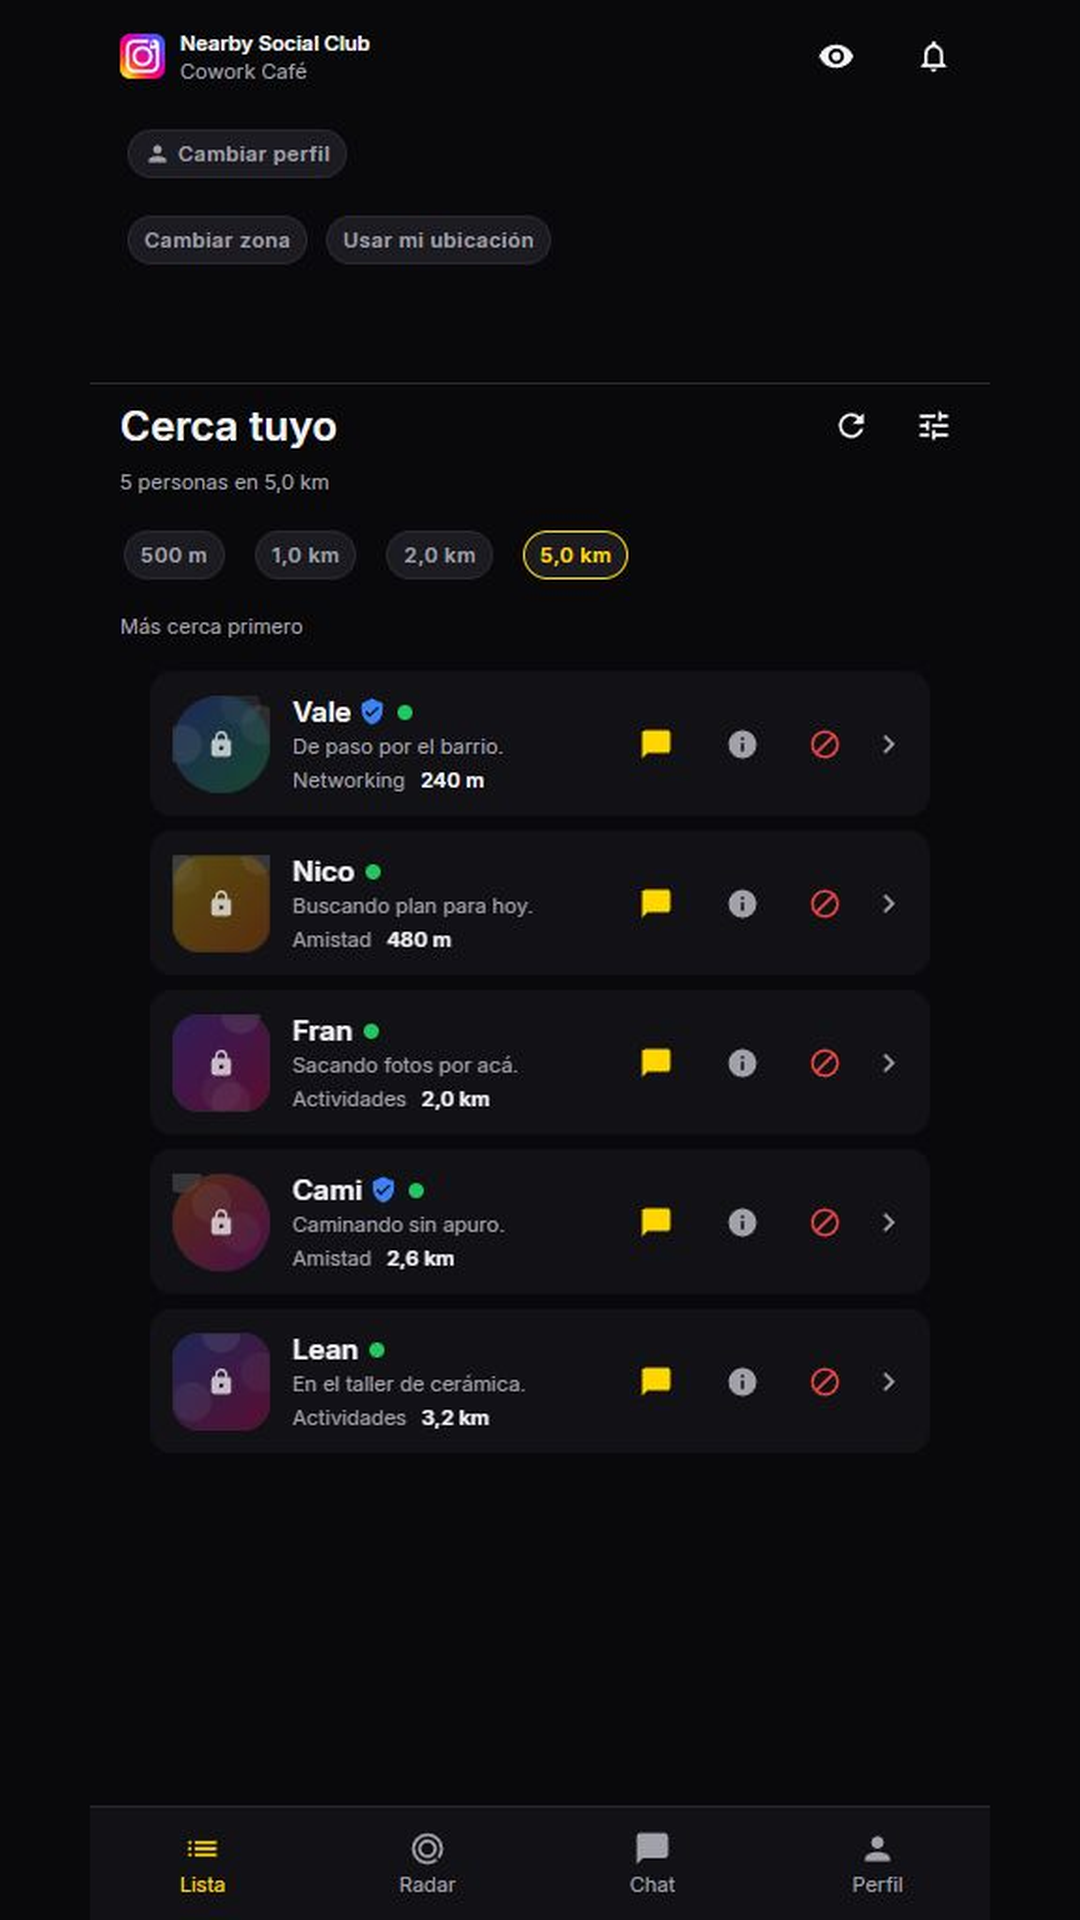 Nearby Social Club
Cowork Café
Cambiar perfil
Cambiar zona Usar mi ubicación
Cerca tuyo
5 personas en 5,0 km
500 m 1,0 km 2,0 km 5,0 km
Más cerca primero
Vale
De paso por el barrio.
Networking 240 m
Nico
Buscando plan para hoy.
Amistad 480 m
Fran
Sacando fotos por acá.
Actividades 2,0 km
Cami
Caminando sin apuro.
Amistad 2,6 km
Lean
En el taller de cerámica.
Actividades 3,2 km
Lista Radar Chat Perfil